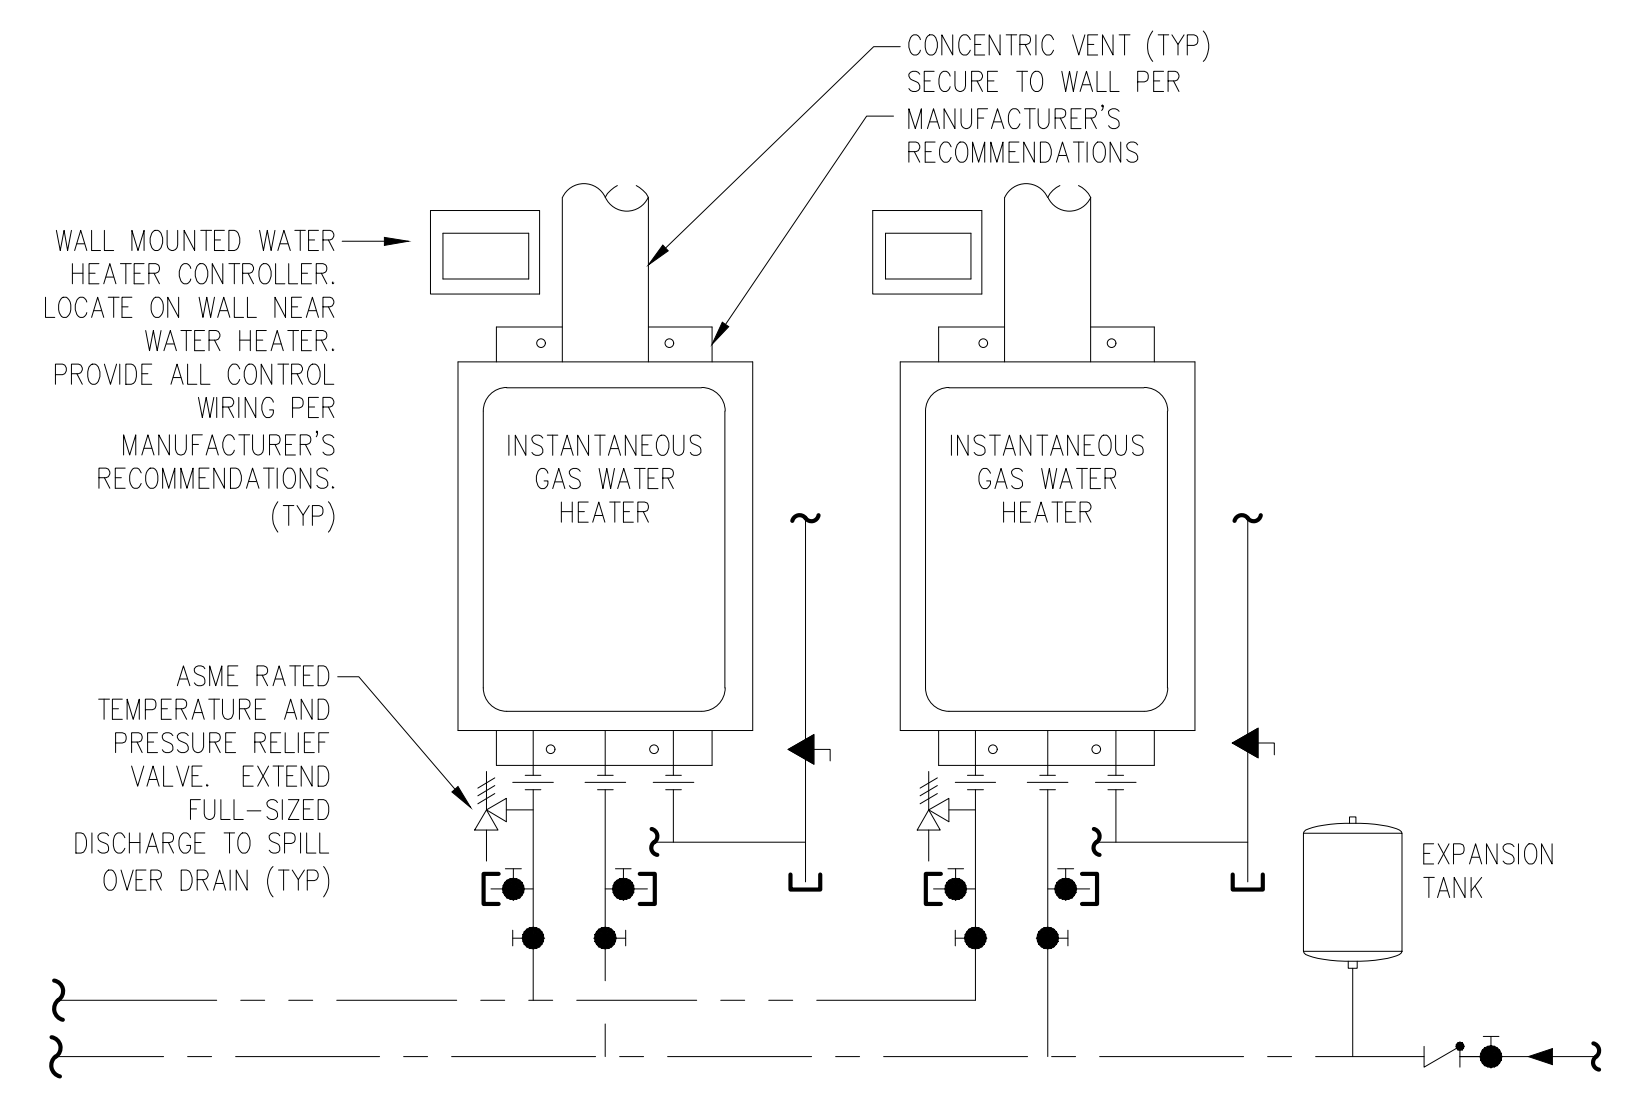 CONCENTRIC VENT (TYP)
SECURE TO WALL PER
MANUFACTURER'S
RECOMMENDATIONS
WALL MOUNTED WATER
HEATER CONTROLLER.
LOCATE ON WALL NEAR
WATER HEATER.
PROVIDE ALL CONTROL
WIRING PER
MANUFACTURER'S
RECOMMENDATIONS.
(TYP)
INSTANTANEOUS
GAS WATER
HEATER
INSTANTANEOUS
GAS WATER
HEATER
ASME RATED
TEMPERATURE AND
PRESSURE RELIEF
VALVE. EXTEND
FULL-SIZED
DISCHARGE TO SPILL
OVER DRAIN (TYP)
EXPANSION
TANK